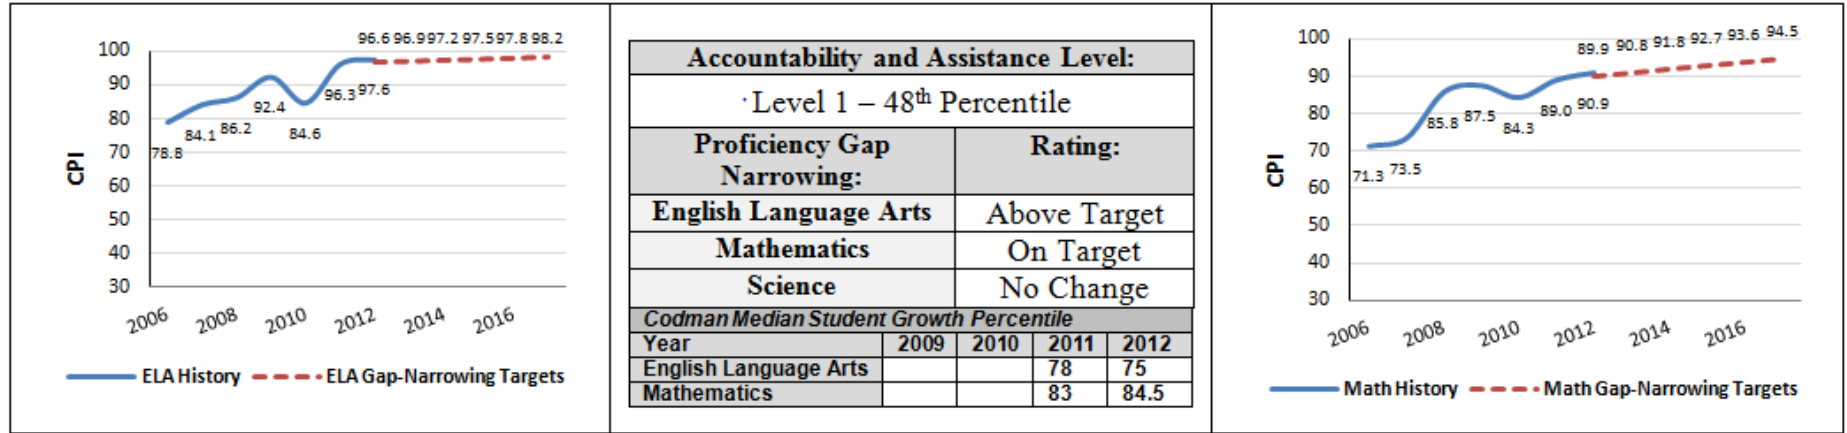 96.6 96.9 97.2 97.5 97.8 98.2
100
90
80
70
60
50
40
30
CPI
78.8 84.1 86.2 92.4 84.6 96.3 97.6
2006 2008 2010 2012 2014 2016
ELA History ELA Gap-Narrowing Targets
Accountability and Assistance Level:
Level 1 – 48th Percentile
Proficiency Gap Rating:
Narrowing:
English Language Arts Above Target
Mathematics On Target
Science No Change
Codman Median Student Growth Percentile
Year 2009 2010 2011 2012
English Language Arts 78 75
Mathematics 83 84.5
89.9 90.8 91.8 92.7 93.6 94.5
100
90
80
70
60
50
40
30
CPI
71.3 73.5 85.8 87.5 84.3 89.0 90.9
2006 2008 2010 2012 2014 2016
Math History Math Gap-Narrowing Targets